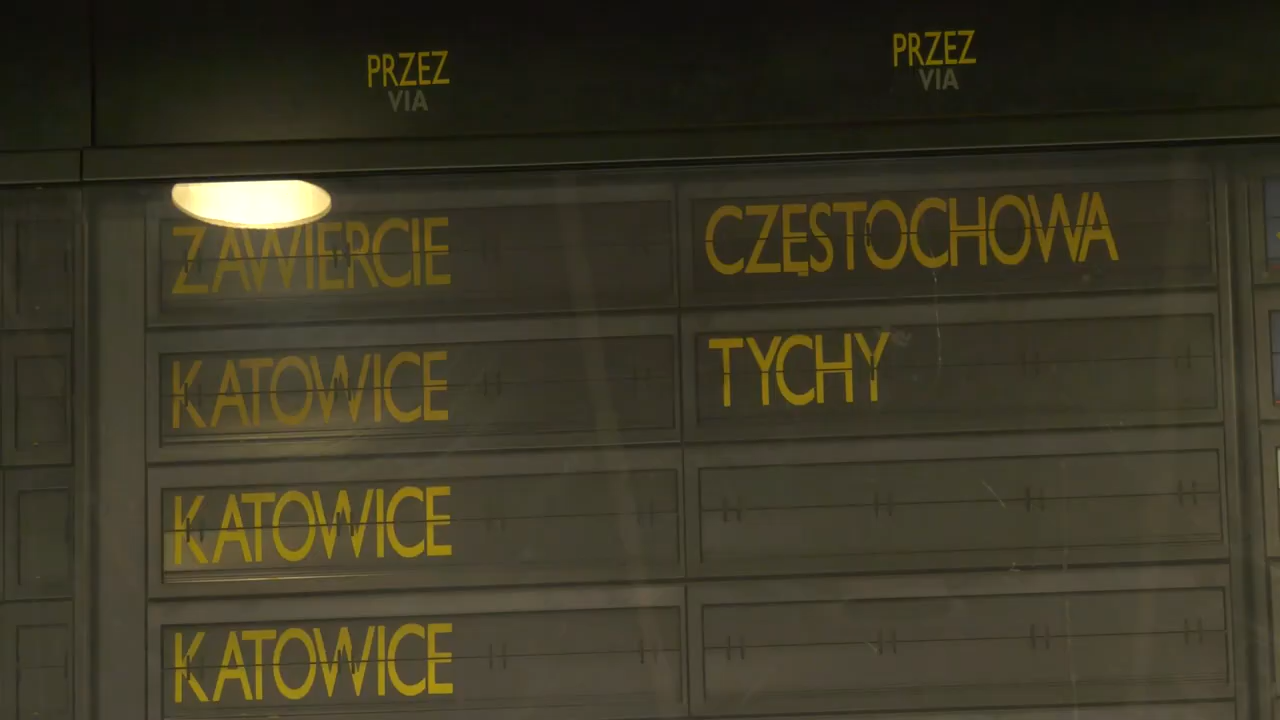 PRZEZ PRZEZ
VIA VIA
ZAWIERCIE CZĘSTOCHOWA
KATOWICE TYCHY
KATOWICE
KATOWICE